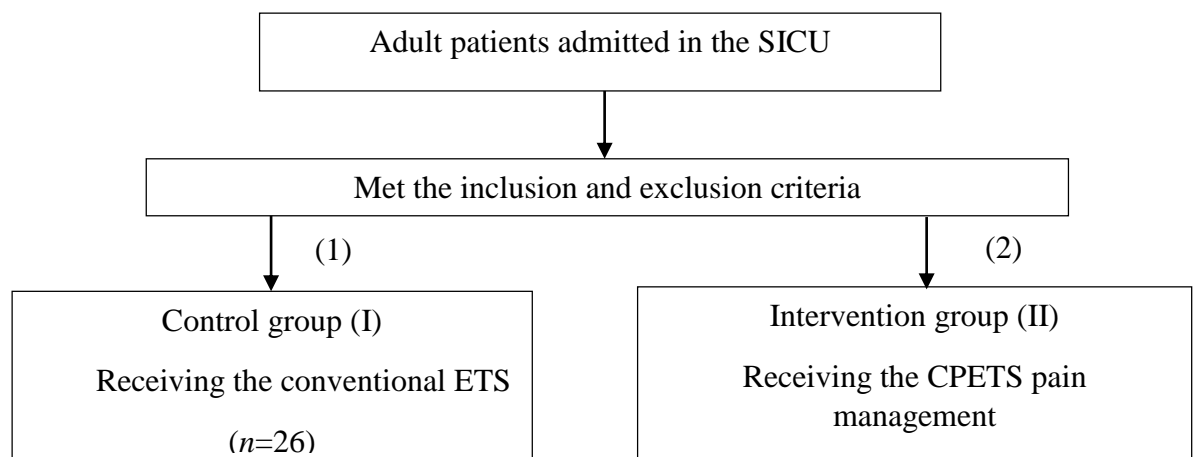 Adult patients admitted in the SICU
Met the inclusion and exclusion criteria
(1)
(2)
Control group (I)
Receiving the conventional ETS
(n=26)
Intervention group (II)
Receiving the CPETS pain
management